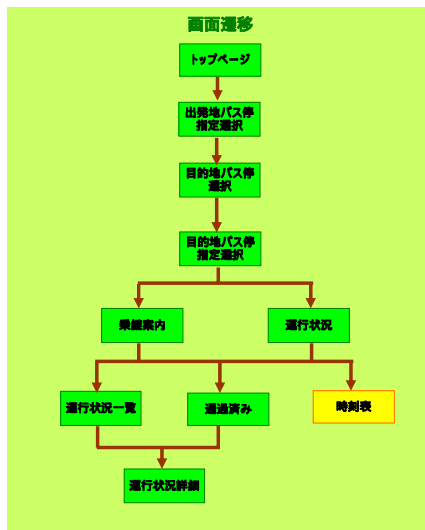 画面遷移
トップページ
出発地バス停
指定選択
目的地バス停
選択
目的地バス停
指定選択
乗継案内
運行状況
運行状況一覧
通過済み
時刻表
運行状況詳細